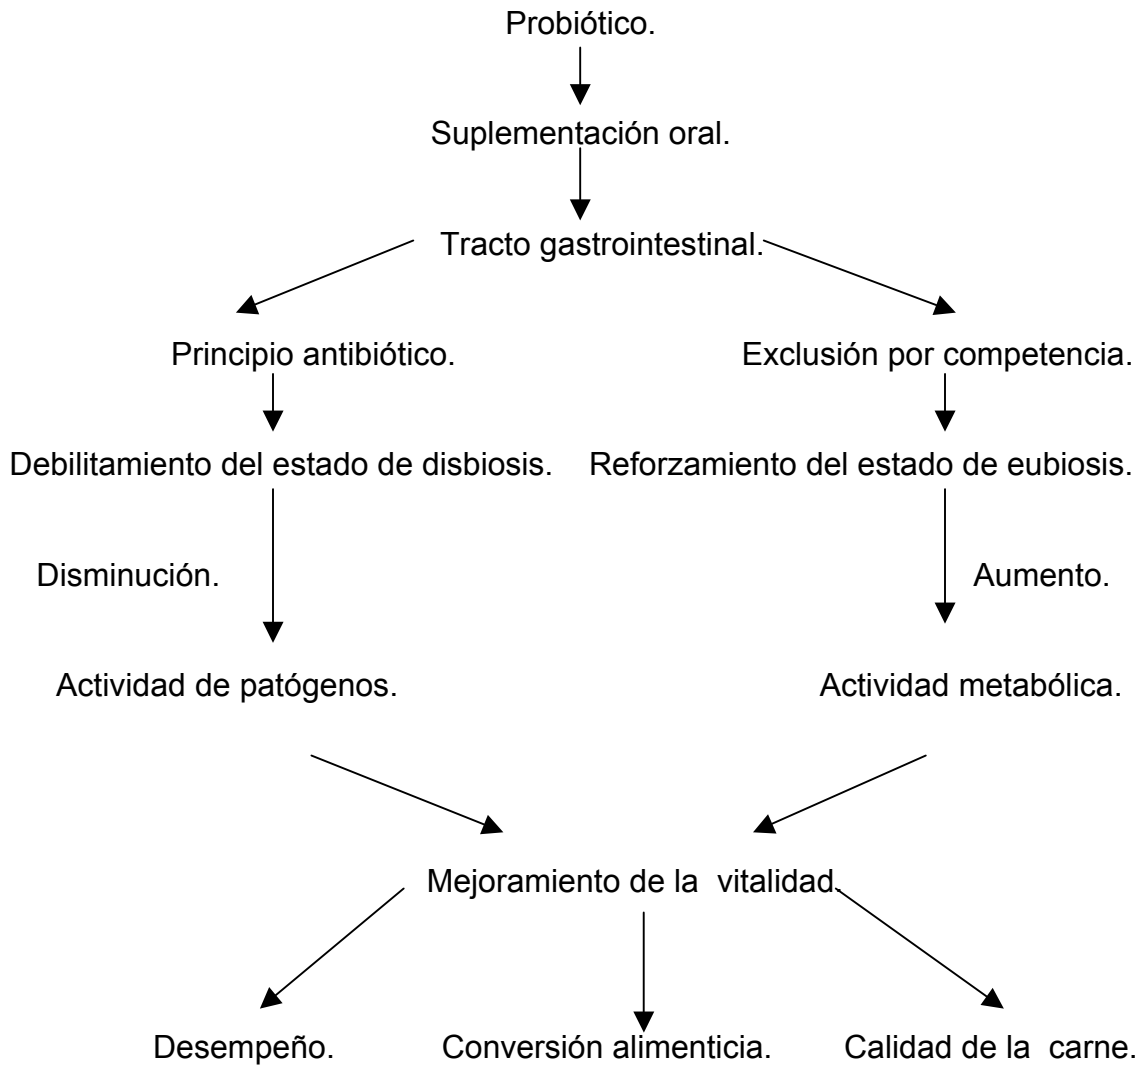 Probiótico.
Suplementación oral.
Tracto gastrointestinal.
Principio antibiótico. Exclusión por competencia.
Debilitamiento del estado de disbiosis. Reforzamiento del estado de eubiosis.
Disminución. Aumento.
Actividad de patógenos. Actividad metabólica.
Mejoramiento de la vitalidad.
Desempeño. Conversión alimenticia. Calidad de la carne.